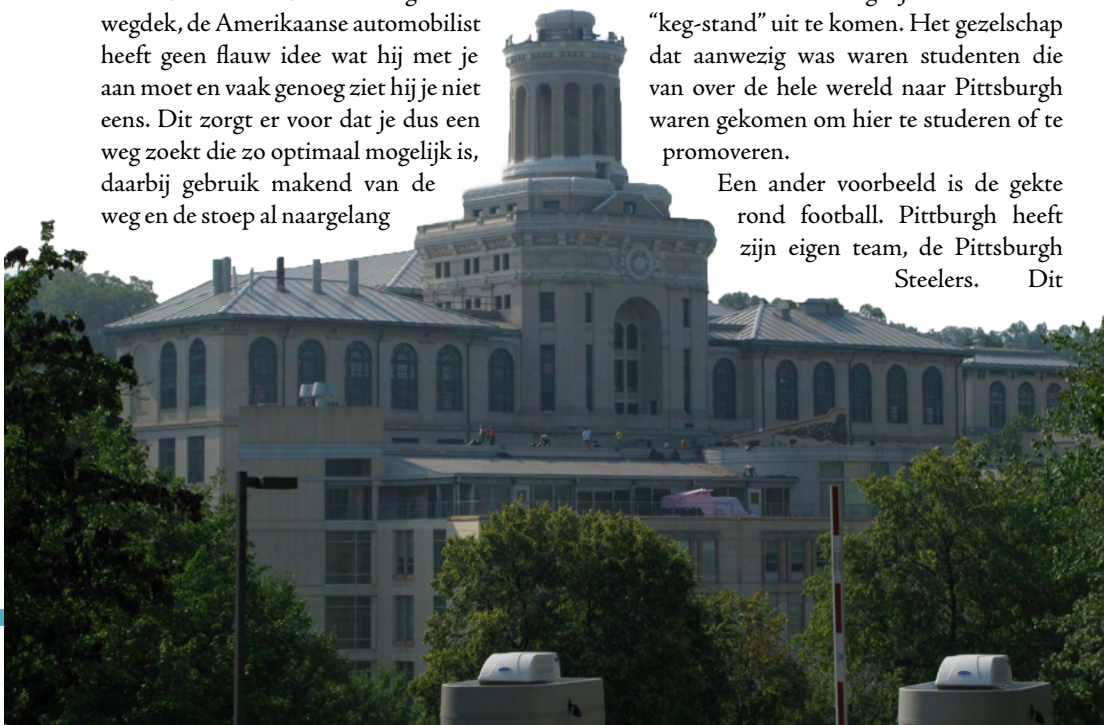 wegdek, de Amerikaanse automobilist
heeft geen flauw idee wat hij met je
aan moet en vaak genoeg ziet hij je niet
eens. Dit zorgt er voor dat je dus een
weg zoekt die zo optimaal mogelijk is,
daarbij gebruik makend van de
weg en de stoep al naargelang
“keg-stand” uit te komen. Het gezelschap
dat aanwezig was waren studenten die
van over de hele wereld naar Pittsburgh
waren gekomen om hier te studeren of te
promoveren.
Een ander voorbeeld is de gekte
rond football. Pittburgh heeft
zijn eigen team, de Pittsburgh
Steelers. Dit